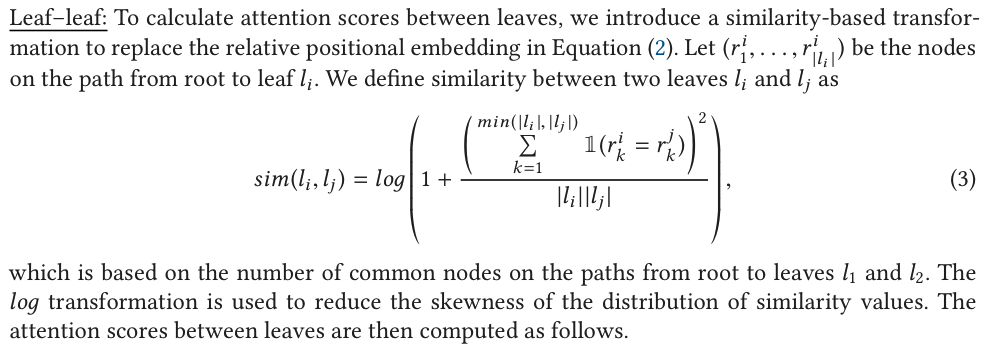 Leaf–leaf: To calculate attention scores between leaves, we introduce a similarity-based transfor-
mation to replace the relative positional embedding in Equation (2). Let $(r_1^i, \ldots, r_{|l_i|}^i)$ be the nodes
on the path from root to leaf $l_i$. We define similarity between two leaves $l_i$ and $l_j$ as
$sim(l_i, l_j) = log\left(1 + \frac{\left(\sum_{k=1}^{min(|l_i|,|l_j|)} \mathbb{1}(r_k^i = r_k^j)\right)^2}{|l_i||l_j|}\right),$ (3)
which is based on the number of common nodes on the paths from root to leaves $l_1$ and $l_2$. The
log transformation is used to reduce the skewness of the distribution of similarity values. The
attention scores between leaves are then computed as follows.